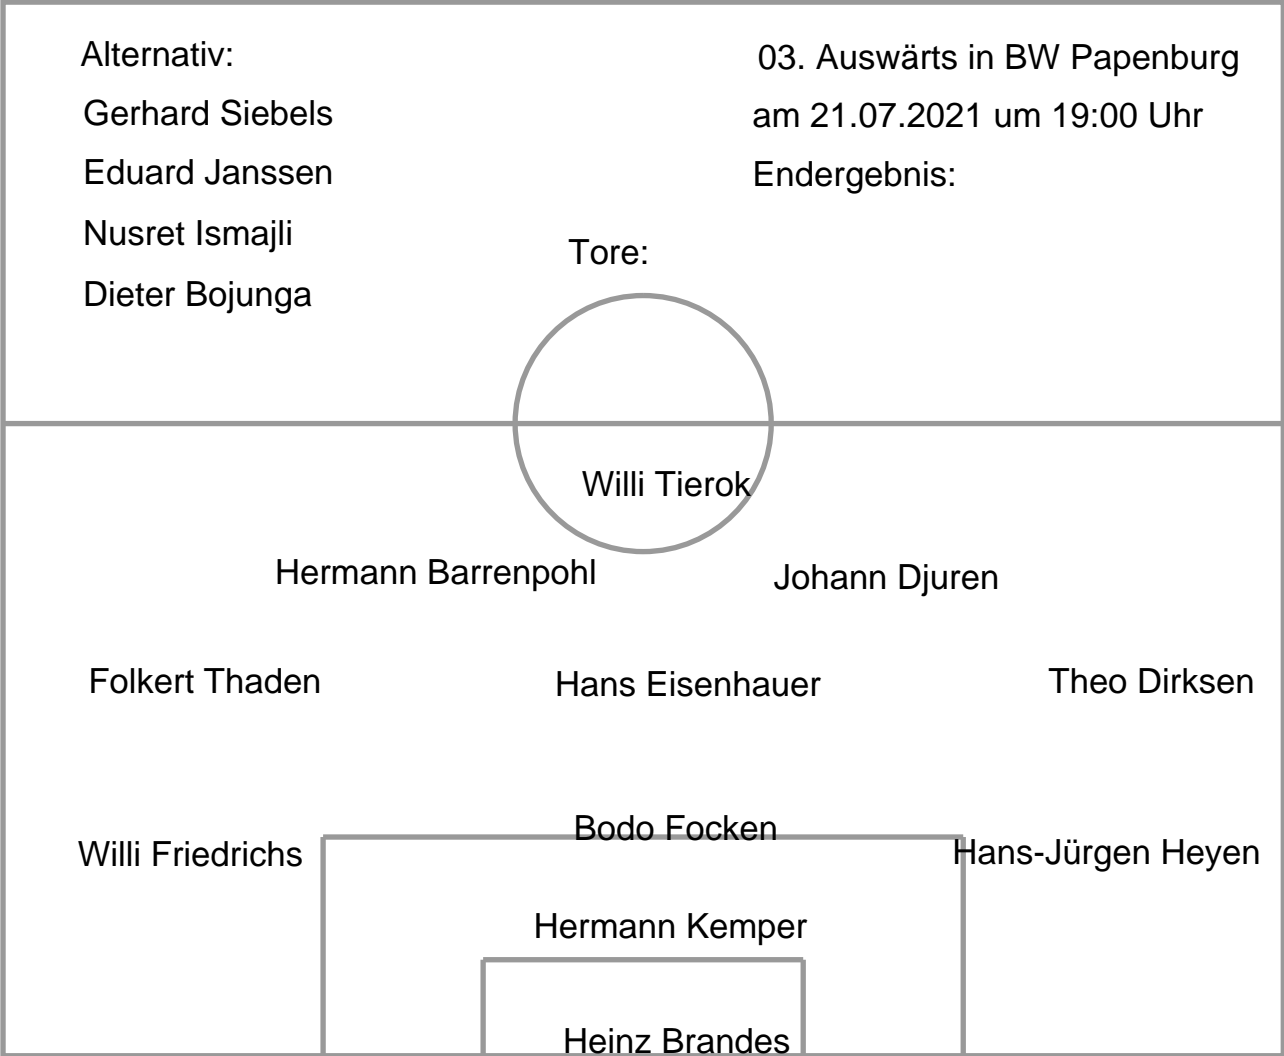 Alternativ:
Gerhard Siebels
Eduard Janssen
Nusret Ismajli
Dieter Bojunga
03. Auswärts in BW Papenburg
am 21.07.2021 um 19:00 Uhr
Endergebnis:
Tore:
Willi Tierok
Hermann Barrenpohl
Johann Djuren
Folkert Thaden
Hans Eisenhauer
Theo Dirksen
Bodo Focken
Willi Friedrichs
Hans-Jürgen Heyen
Hermann Kemper
Heinz Brandes